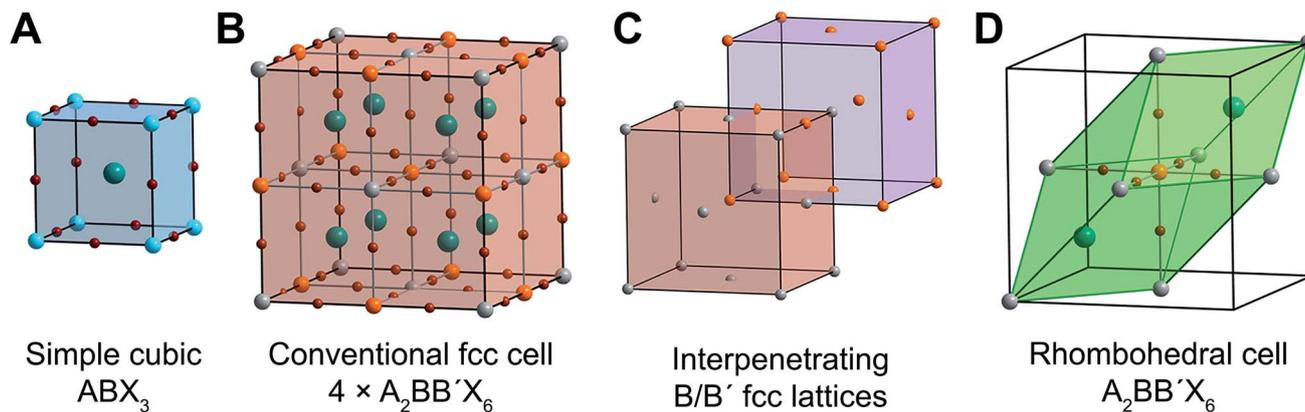 A
B
C
D
Simple cubic
ABX₃
Conventional fcc cell
4 × A₂BB´X₆
Interpenetrating
B/B´ fcc lattices
Rhombohedral cell
A₂BB´X₆